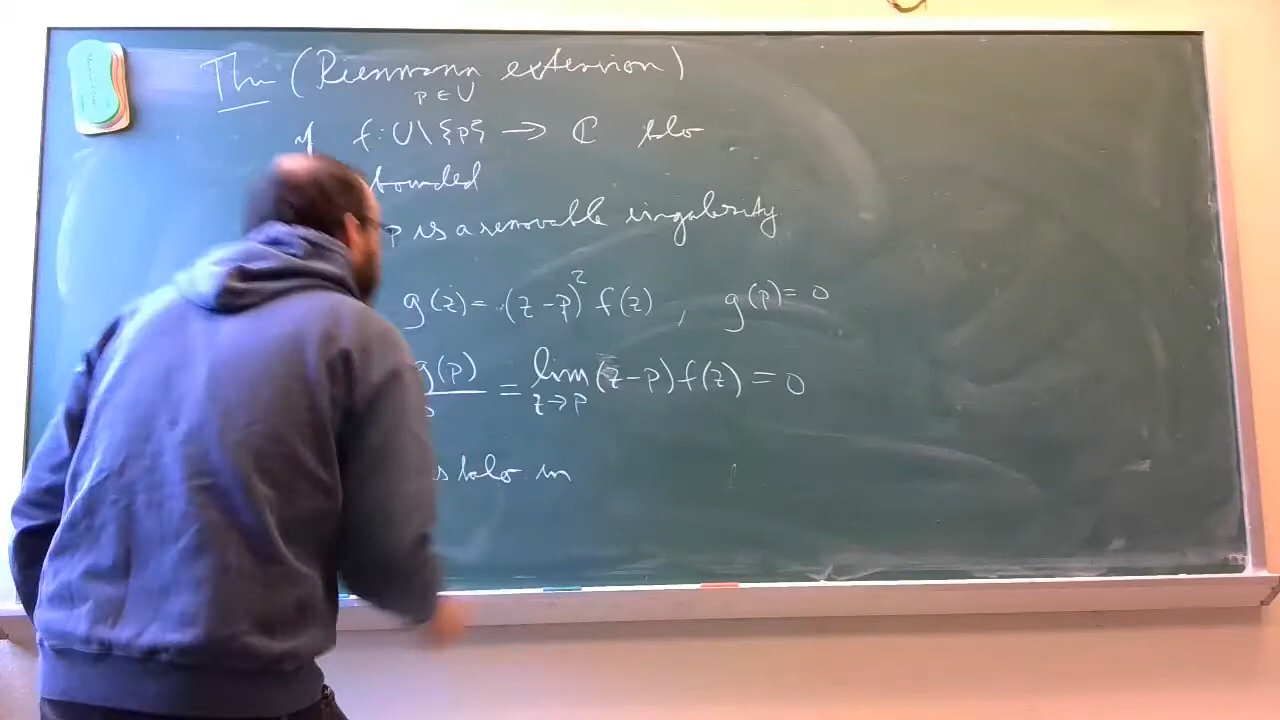 Thm (Riemann extension)
p ∈ U
if f: U \ {p} → ℂ holo
bounded
p is a removable singularity
g(z) = (z-p)² f(z), g(p) = 0
g(p) = lim z→p (z-p) f(z) = 0
s holo in